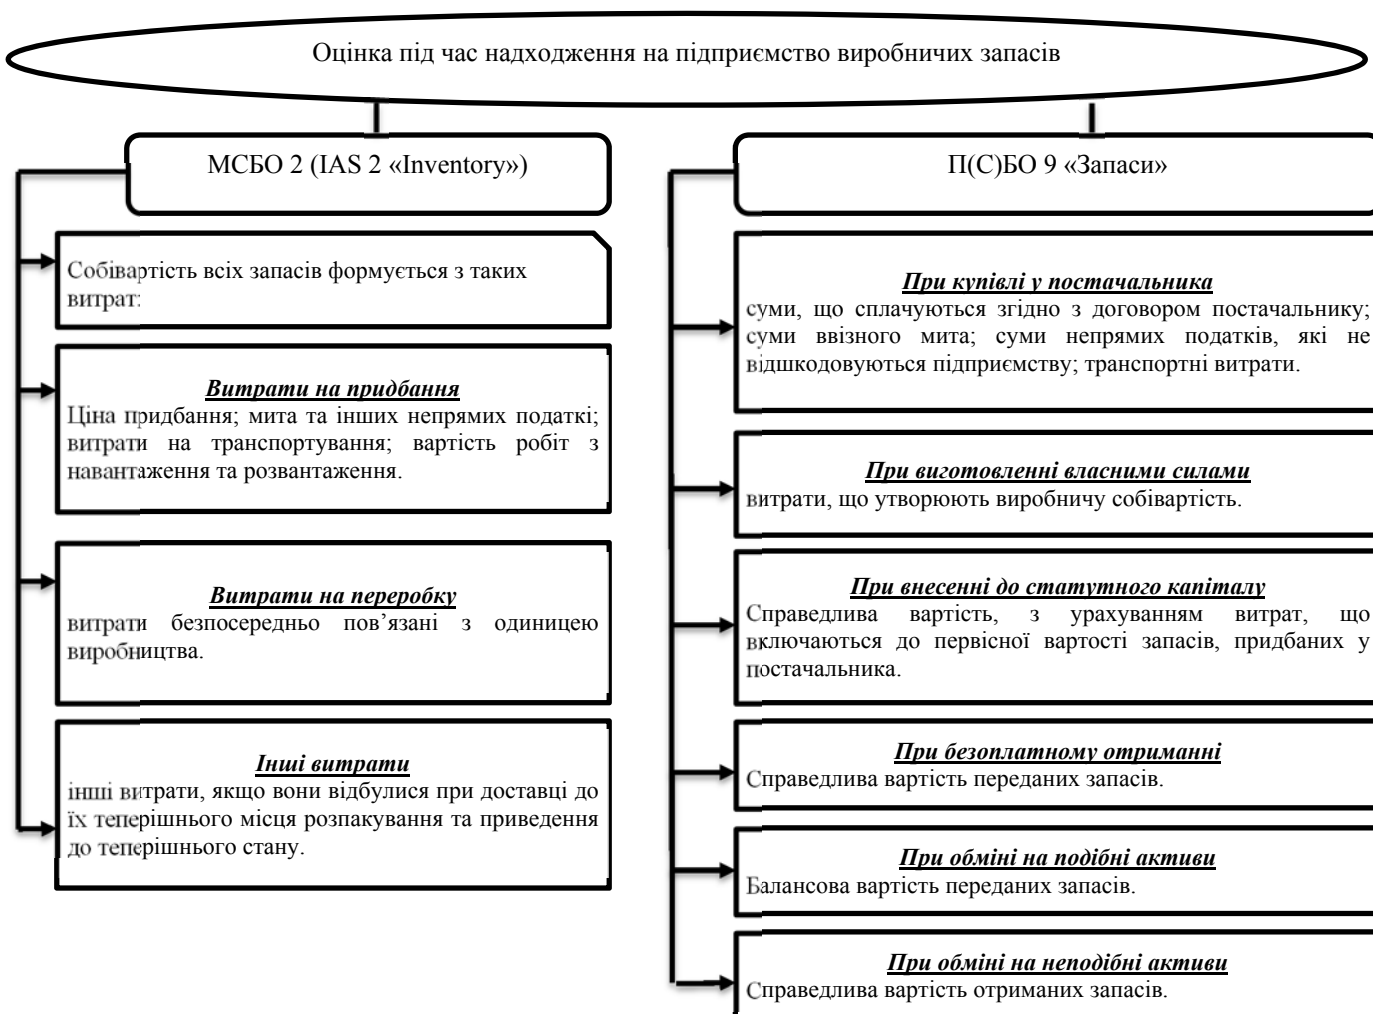 Оцінка під час надходження на підприємство виробничих запасів
МСБО 2 (IAS 2 «Inventory»)
Собівартість всіх запасів формується з таких
витрат:
Витрати на придбання
Ціна придбання; мита та інших непрямих податкі;
витрати на транспортування; вартість робіт з
навантаження та розвантаження.
Витрати на переробку
витрати безпосередньо пов’язані з одиницею
виробництва.
Інші витрати
інші витрати, якщо вони відбулися при доставці до
їх теперішнього місця розпакування та приведення
до теперішнього стану.
П(С)БО 9 «Запаси»
При купівлі у постачальника
суми, що сплачуються згідно з договором постачальнику;
суми ввізного мита; суми непрямих податків, які не
відшкодовуються підприємству; транспортні витрати.
При виготовленні власними силами
витрати, що утворюють виробничу собівартість.
При внесенні до статутного капіталу
Справедлива вартість, з урахуванням витрат, що
включаються до первісної вартості запасів, придбаних у
постачальника.
При безоплатному отриманні
Справедлива вартість переданих запасів.
При обміні на подібні активи
Балансова вартість переданих запасів.
При обміні на неподібні активи
Справедлива вартість отриманих запасів.